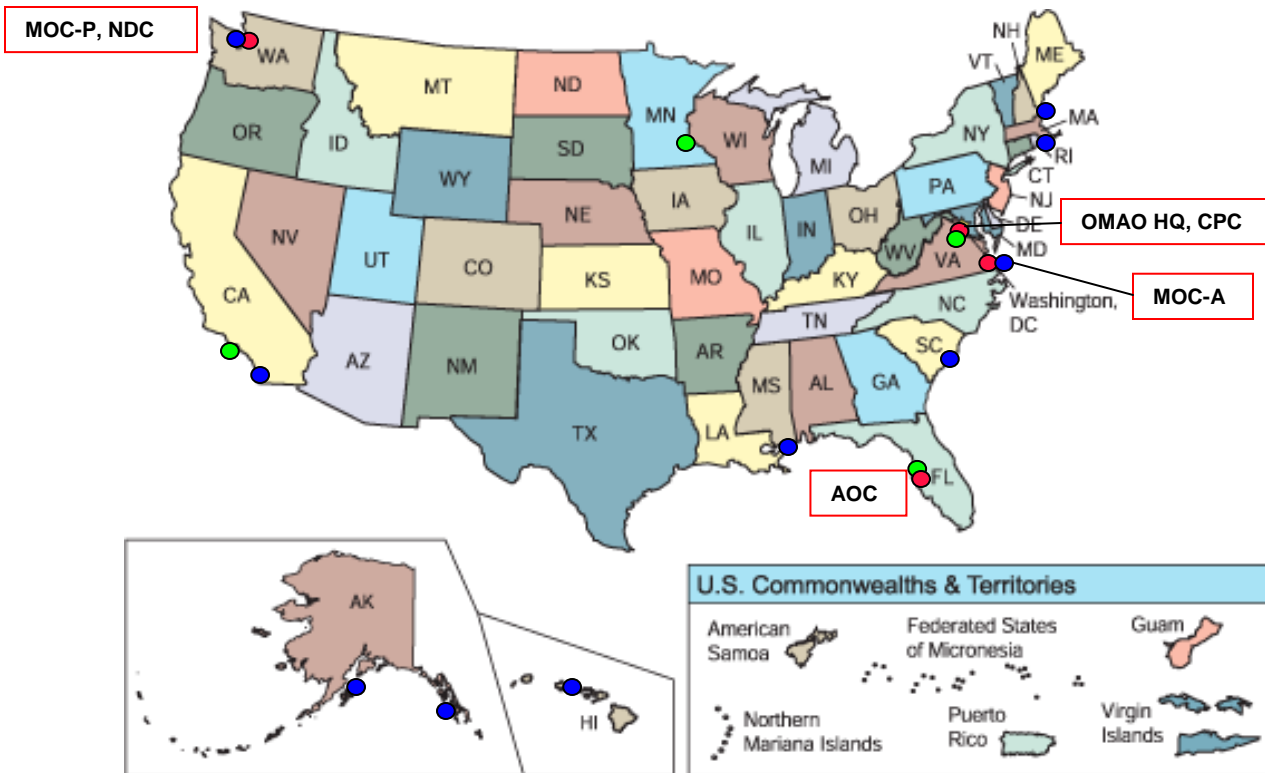 MOC-P, NDC
WA
MT
ND
MN
OR
ID
SD
WI
WY
MI
NY
VT
NH
ME
MA
RI
CT
NJ
PA
DE
MD
OMAO HQ, CPC
MOC-A
Washington,
DC
NV
UT
CO
NE
IA
IL
IN
OH
WV
VA
CA
KS
MO
KY
NC
AZ
NM
OK
AR
TN
SC
MS
AL
GA
TX
LA
FL
AOC
AK
HI
U.S. Commonwealths & Territories
American
Samoa
Federated States
of Micronesia
Guam
Northern
Mariana Islands
Puerto
Rico
Virgin
Islands